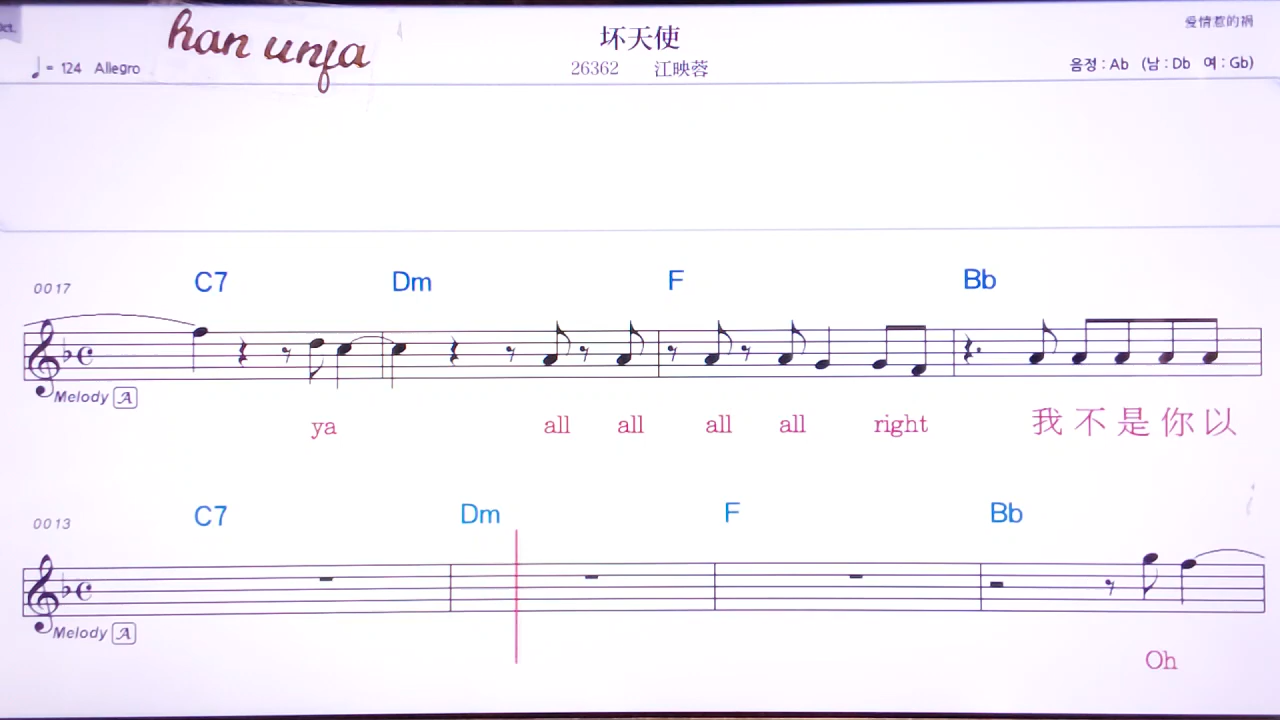 han unfa
坏天使
爱情惹的祸
♩= 124 Allegro
26362 江映蓉
음정 : Ab (남 : Db 여 : Gb)
0017
C7 Dm F Bb
Melody A
ya all all all all right 我 不 是 你 以
0013
C7 Dm F Bb
Melody A
Oh